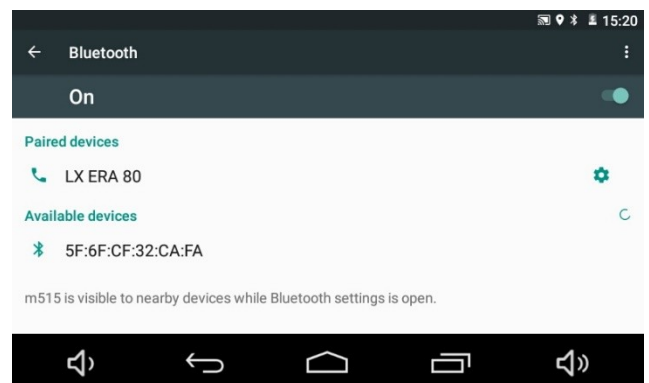 15:20
Bluetooth
On
Paired devices
LX ERA 80
Available devices
5F:6F:CF:32:CA:FA
m515 is visible to nearby devices while Bluetooth settings is open.